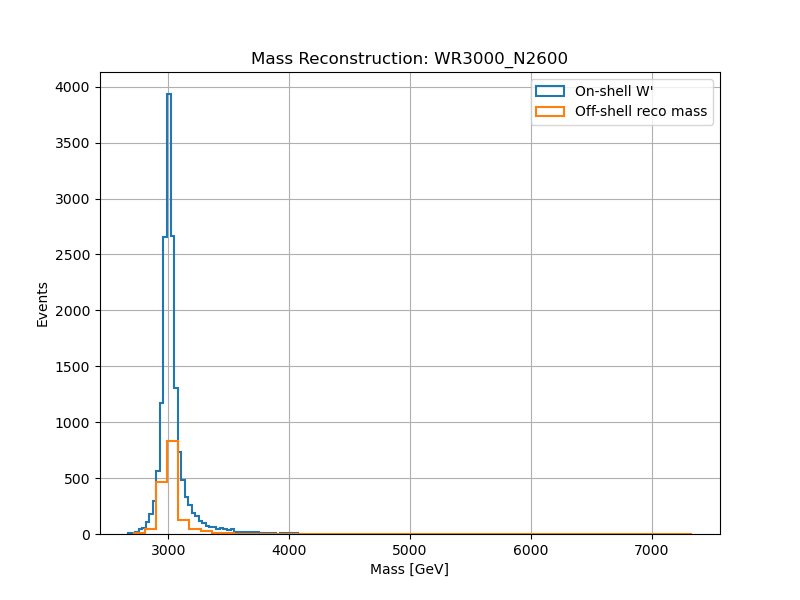 Mass Reconstruction: WR3000_N2600
On-shell W'
Off-shell reco mass
Events
4000
3500
3000
2500
2000
1500
1000
500
0
3000 4000 5000 6000 7000
Mass [GeV]